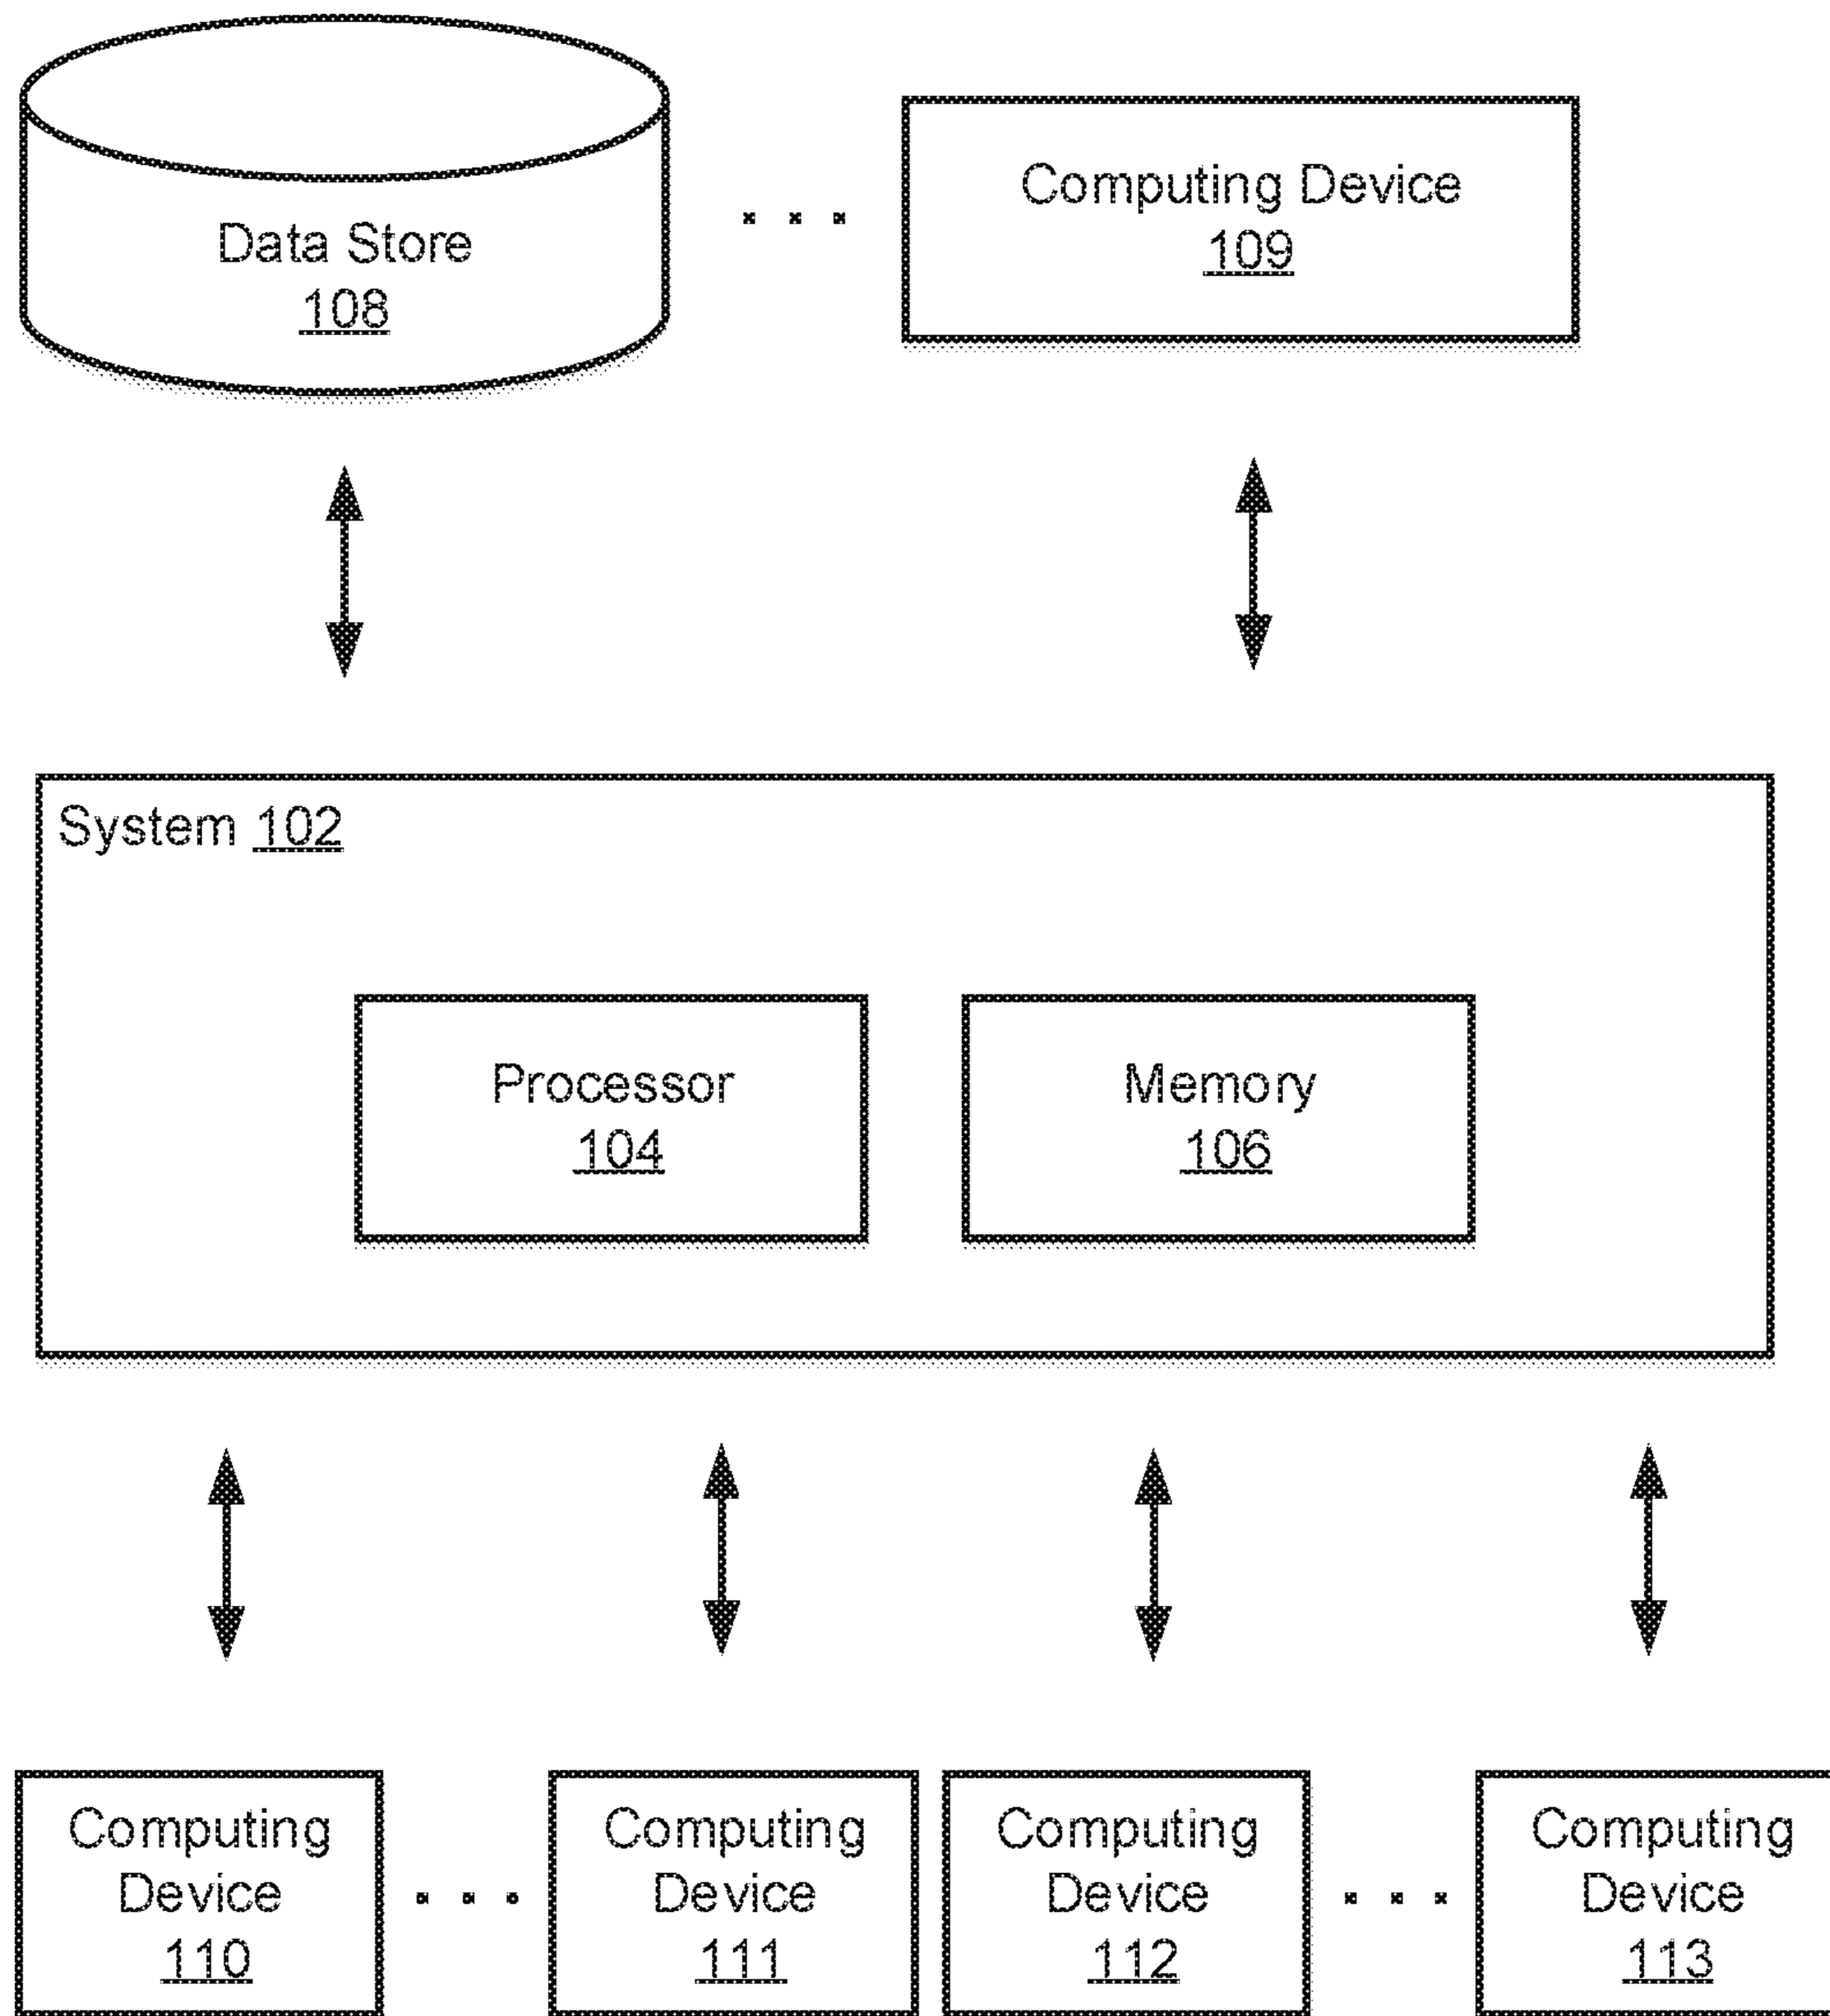 Data Store
108
. . .
Computing Device
109
System 102
Processor
104
Memory
106
Computing
Device
110
. . .
Computing
Device
111
Computing
Device
112
. . .
Computing
Device
113